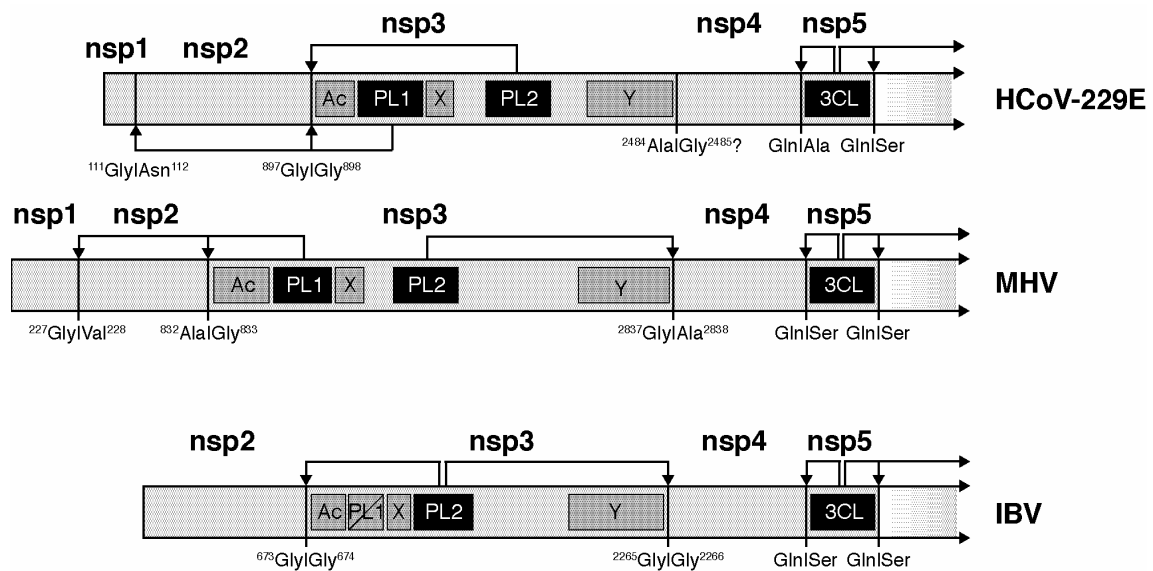 nsp1 nsp2 nsp3 nsp4 nsp5
Ac PL1 X PL2 Y 3CL
HCoV-229E
¹¹¹Gly|Asn¹¹² ⁸⁹⁷Gly|Gly⁸⁹⁸ ²⁴⁸⁴Ala|Gly²⁴⁸⁵? Gln|Ala Gln|Ser
nsp1 nsp2 nsp3 nsp4 nsp5
Ac PL1 X PL2 Y 3CL
MHV
²²⁷Gly|Val²²⁸ ⁸³²Ala|Gly⁸³³ ²⁸³⁷Gly|Ala²⁸³⁸ Gln|Ser Gln|Ser
nsp2 nsp3 nsp4 nsp5
Ac PL1 X PL2 Y 3CL
IBV
⁶⁷³Gly|Gly⁶⁷⁴ ²²⁶⁵Gly|Gly²²⁶⁶ Gln|Ser Gln|Ser